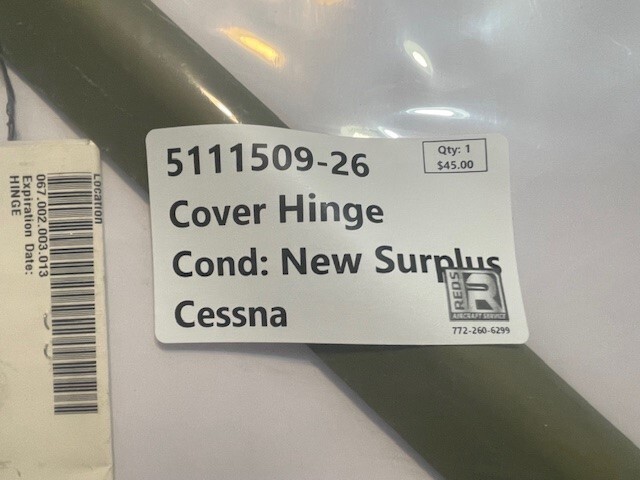 5111509-26
Qty: 1
$45.00
Cover Hinge
Cond: New Surplus
Cessna
REDS
R
AIRCRAFT SERVICE
772-260-6299
Location
067.002.003.013
Expiration Date:
HINGE